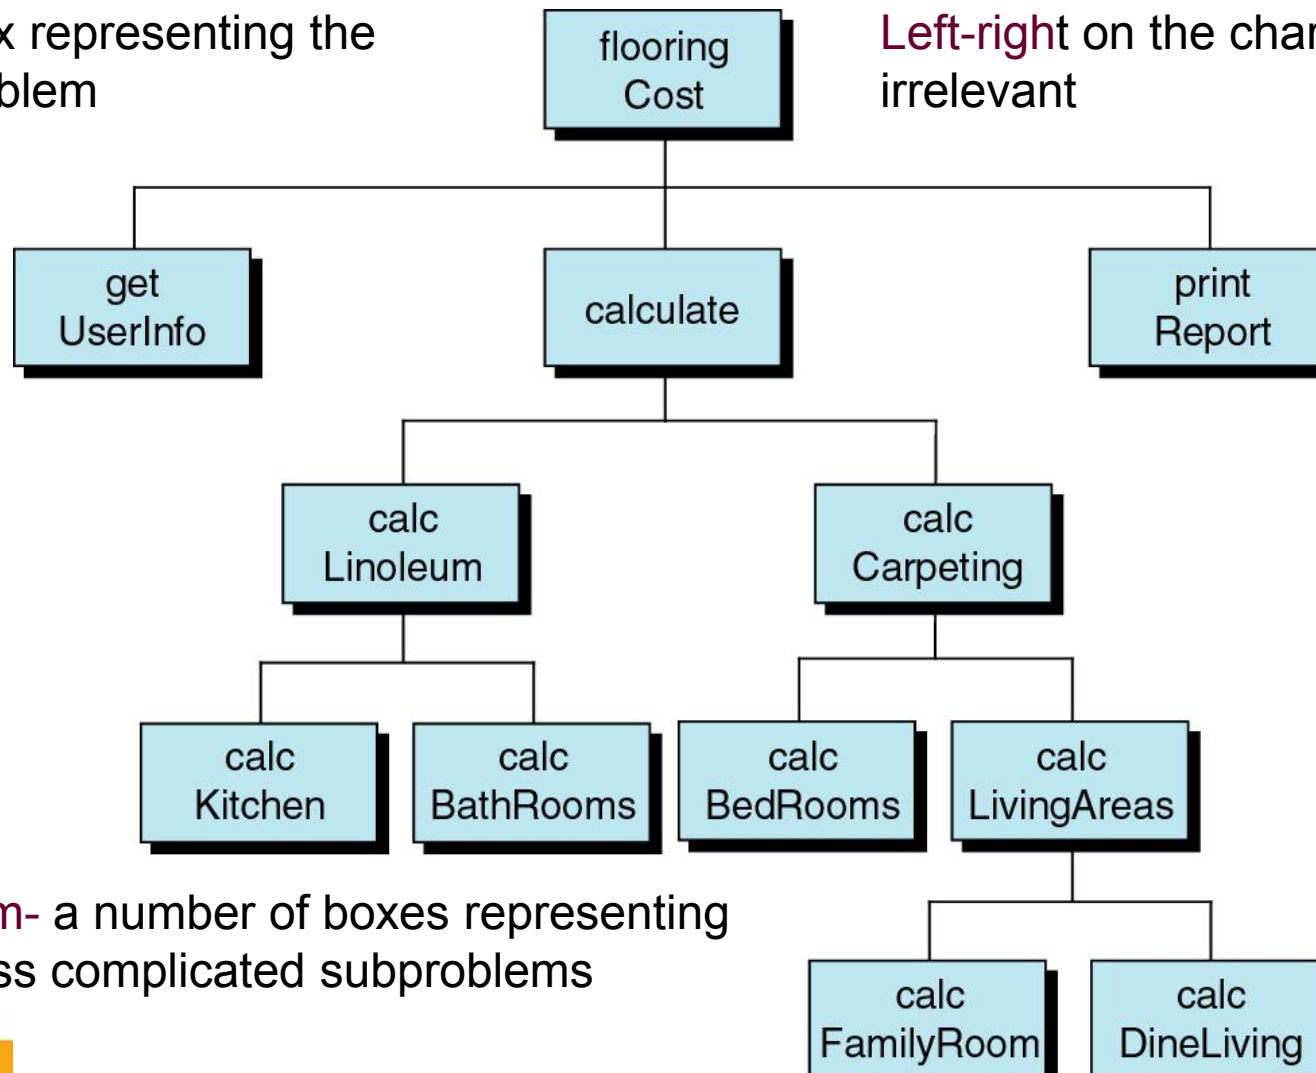 x representing the
blem
flooring
Cost
Left-right on the char
irrelevant
get
UserInfo
calculate
print
Report
calc
Linoleum
calc
Carpeting
calc
Kitchen
calc
BathRooms
calc
BedRooms
calc
LivingAreas
m- a number of boxes representing
ss complicated subproblems
calc
FamilyRoom
calc
DineLiving